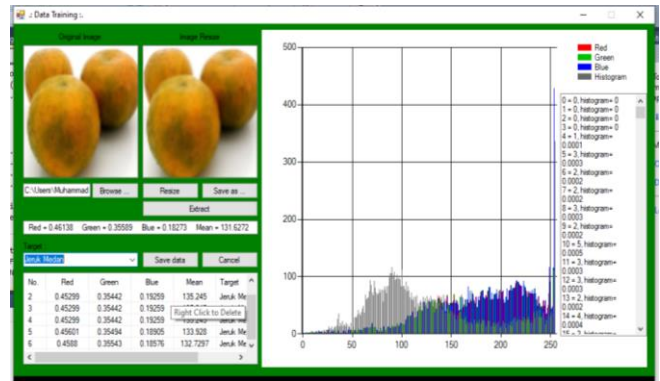 .: Data Training :.
Original Image
Image Resize
C:\Users\Muhammad
Browse ...
Resize
Save as ...
Extract
Red = 0.46138 Green = 0.35589 Blue = 0.18273 Mean = 131.6272
Target
Jeruk Medan
Save data
Cancel
No. Red Green Blue Mean Target
2 0.45299 0.35442 0.19259 135.245 Jeruk Me
3 0.45299 0.35442 0.19259 Jeruk Me
4 0.45299 0.35442 0.19259 Jeruk Me
Right Click to Delete
5 0.45601 0.35494 0.18905 133.928 Jeruk Me
6 0.4588 0.35543 0.18576 132.7297 Jeruk Me
500
400
300
200
100
0
0 50 100 150 200 250
Red
Green
Blue
Histogram
0 = 0, histogram= 0
1 = 0, histogram= 0
2 = 0, histogram= 0
3 = 0, histogram= 0
4 = 1, histogram=
0.0001
5 = 3, histogram=
0.0003
6 = 2, histogram=
0.0002
7 = 2, histogram=
0.0002
8 = 3, histogram=
0.0003
9 = 2, histogram=
0.0002
10 = 5, histogram=
0.0005
11 = 3, histogram=
0.0003
12 = 3, histogram=
0.0003
13 = 2, histogram=
0.0002
14 = 4, histogram=
0.0004